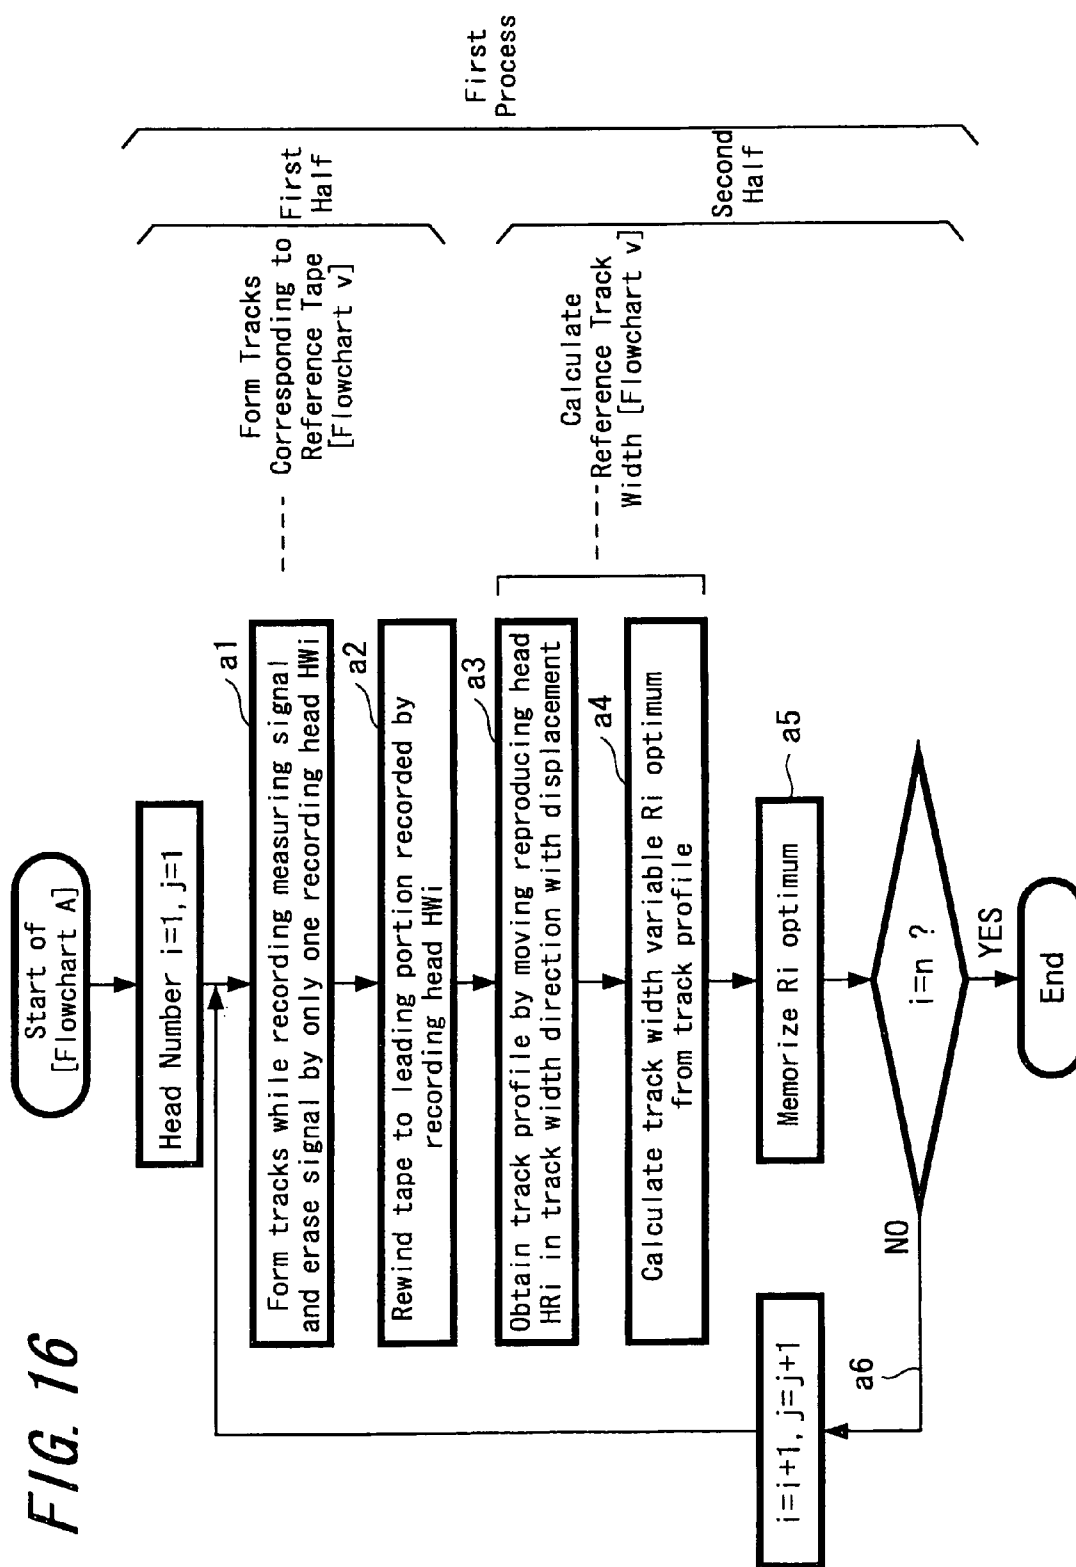 FIG. 16
Start of
[Flowchart A]
Head Number i=1, j=1
a1
Form tracks while recording measuring signal
and erase signal by only one recording head HWi
a2
Rewind tape to leading portion recorded by
recording head HWi
a3
Obtain track profile by moving reproducing head
HRi in track width direction with displacement
a4
Calculate track width variable Ri optimum
from track profile
a5
Memorize Ri optimum
i=n ?
NO
YES
a6
i=i+1, j=j+1
End
Form Tracks
Corresponding to
Reference Tape
[Flowchart v]
Calculate
Reference Track
Width [Flowchart v]
First
Half
Second
Half
First
Process